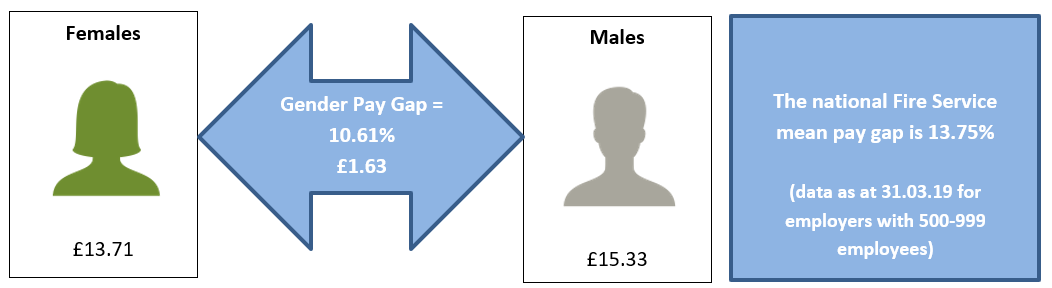 Females
£13.71
Gender Pay Gap =
10.61%
£1.63
Males
£15.33
The national Fire Service
mean pay gap is 13.75%
(data as at 31.03.19 for
employers with 500-999
employees)